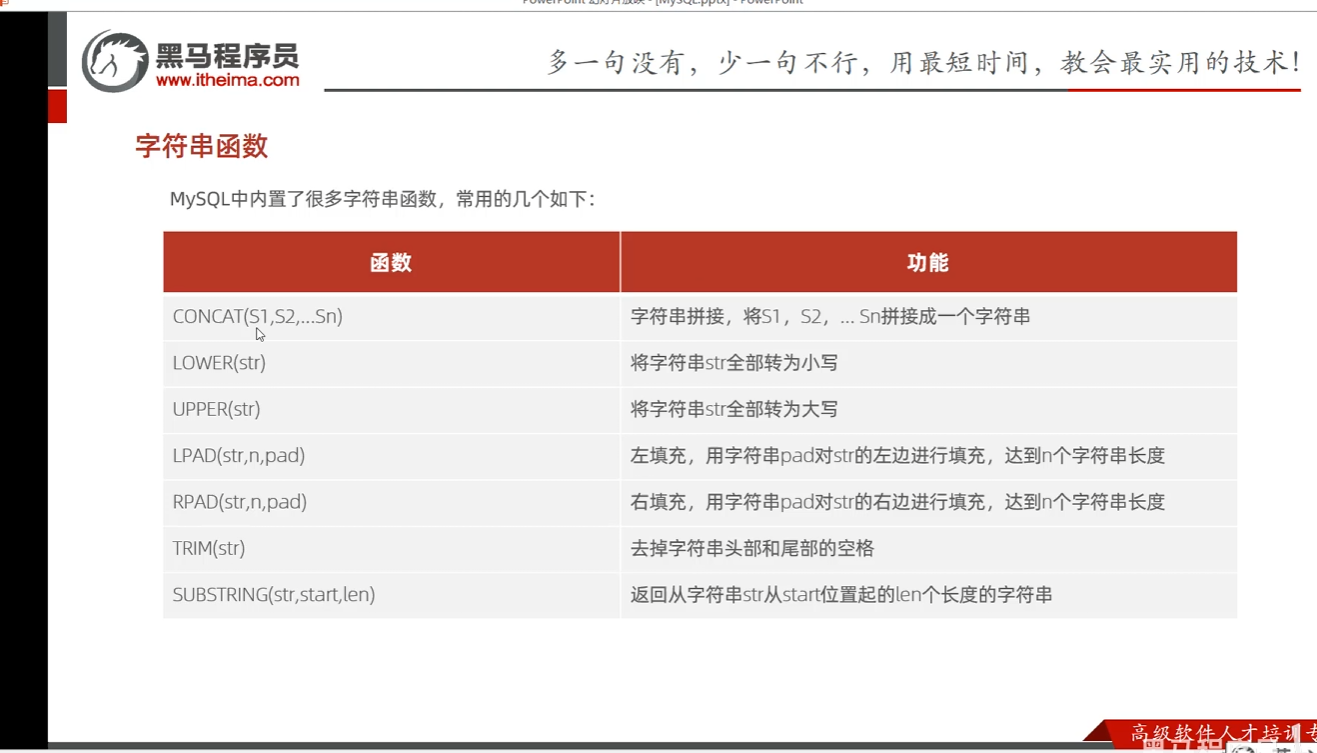 黑马程序员
www.itheima.com
多一句没有，少一句不行，用最短时间，教会最实用的技术！
字符串函数
MySQL中内置了很多字符串函数，常用的几个如下：
函数 功能
CONCAT(S1,S2,...Sn) 字符串拼接，将S1，S2，... Sn拼接成一个字符串
LOWER(str) 将字符串str全部转为小写
UPPER(str) 将字符串str全部转为大写
LPAD(str,n,pad) 左填充，用字符串pad对str的左边进行填充，达到n个字符串长度
RPAD(str,n,pad) 右填充，用字符串pad对str的右边进行填充，达到n个字符串长度
TRIM(str) 去掉字符串头部和尾部的空格
SUBSTRING(str,start,len) 返回从字符串str从start位置起的len个长度的字符串
高级软件人才培训专